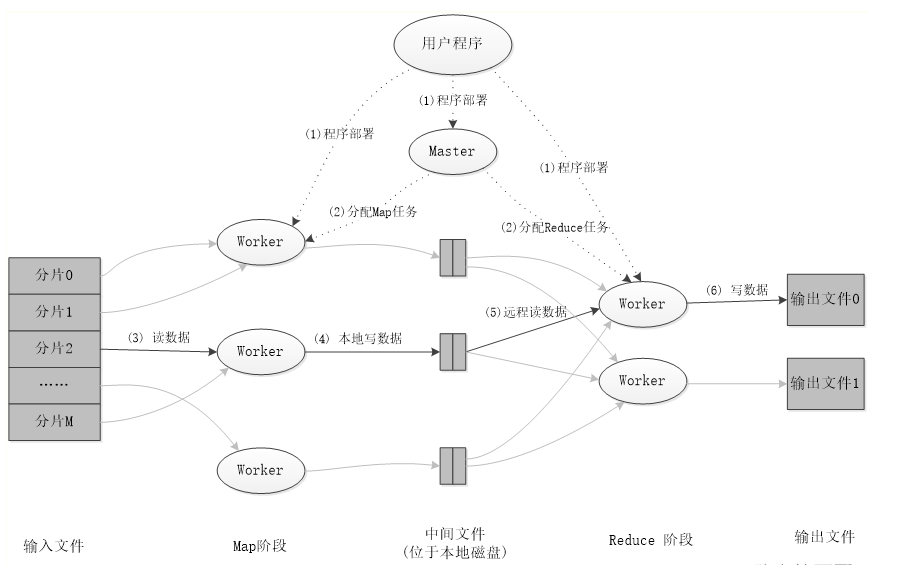 用户程序
(1)程序部署
Master
(1)程序部署
(1)程序部署
(2)分配Map任务
(2)分配Reduce任务
Worker
分片0
分片1
分片2
……
分片M
(3) 读数据
Worker
(4) 本地写数据
(5)远程读数据
Worker
(6) 写数据
输出文件0
Worker
输出文件1
Worker
输入文件
Map阶段
中间文件
(位于本地磁盘)
Reduce 阶段
输出文件